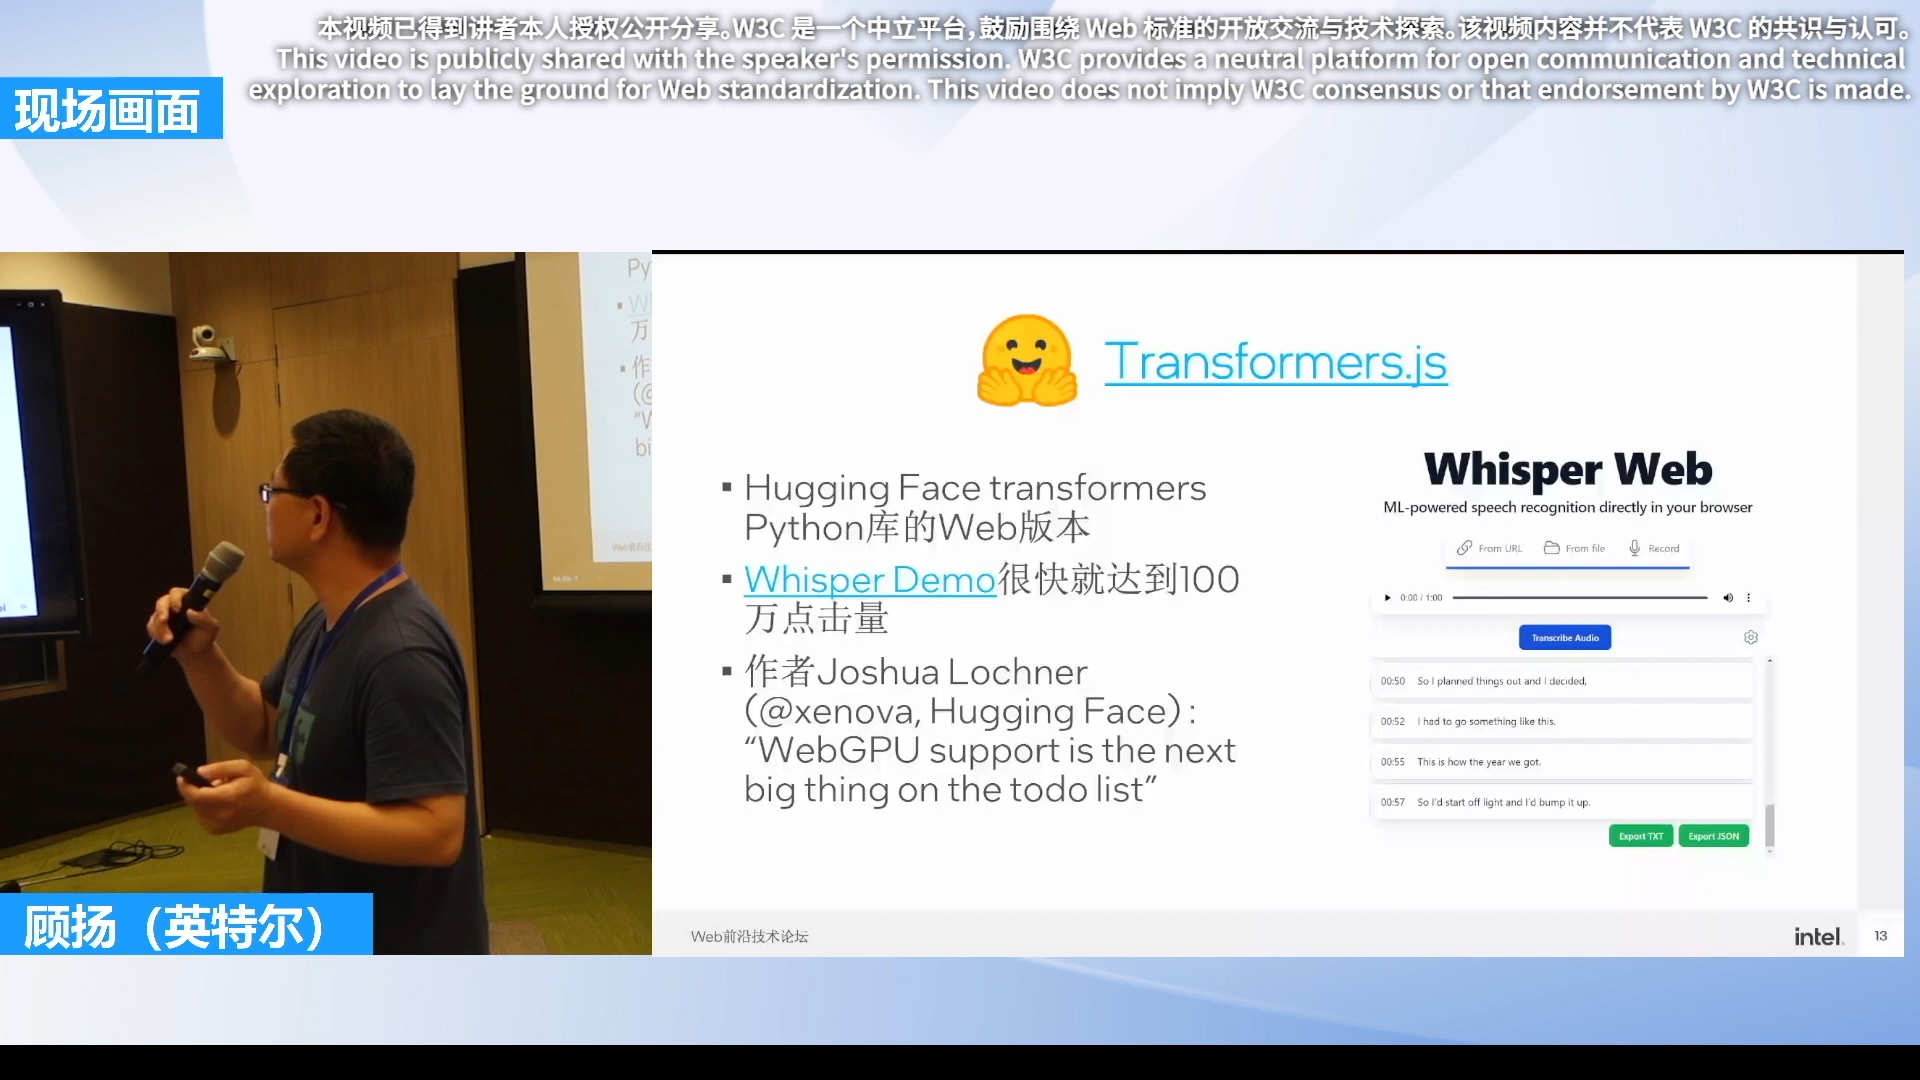 本视频已得到讲者本人授权公开分享。W3C 是一个中立平台，鼓励围绕 Web 标准的开放交流与技术探索。该视频内容并不代表 W3C 的共识与认可。
This video is publicly shared with the speaker's permission. W3C provides a neutral platform for open communication and technical
exploration to lay the ground for Web standardization. This video does not imply W3C consensus or that endorsement by W3C is made.
现场画面
Py
W
万
作
(@
“W
bi
顾扬（英特尔）
Transformers.js
▪ Hugging Face transformers
Python库的Web版本
▪ Whisper Demo很快就达到100
万点击量
▪ 作者Joshua Lochner
(@xenova, Hugging Face) :
“WebGPU support is the next
big thing on the todo list”
Whisper Web
ML-powered speech recognition directly in your browser
From URL From file Record
0:00 / 1:00
Transcribe Audio
00:50 So I planned things out and I decided,
00:52 I had to go something like this.
00:55 This is how the year we got.
00:57 So I'd start off light and I'd bump it up.
Export TXT Export JSON
Web前沿技术论坛
intel.
13